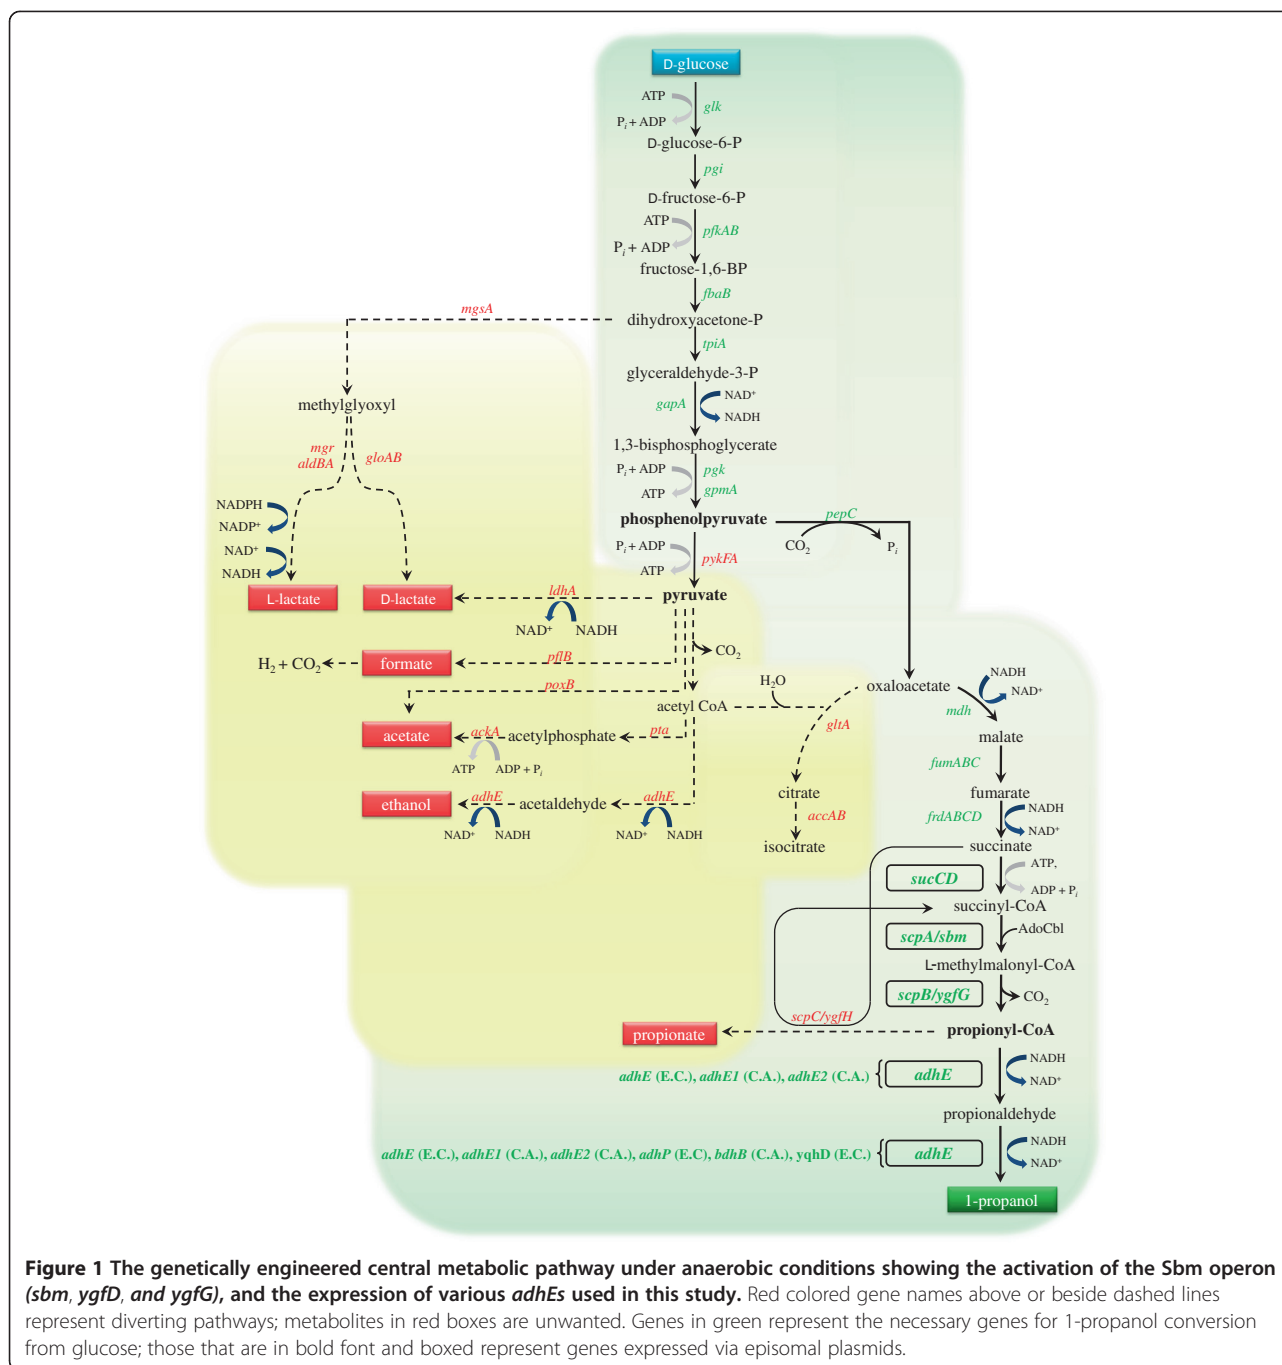 D-glucose
ATP
glk
Pi + ADP
D-glucose-6-P
pgi
D-fructose-6-P
ATP
pfkAB
Pi + ADP
fructose-1,6-BP
fbaB
mgsA
dihydroxyacetone-P
tpiA
glyceraldehyde-3-P
NAD+
gapA
NADH
methylglyoxyl
1,3-bisphosphoglycerate
mgr
aldBA
gloAB
Pi + ADP
pgk
ATP
gpmA
NADPH
NADP+
phosphenolpyruvate
pepC
CO2
Pi
NAD+
NADH
Pi + ADP
pykFA
ATP
L-lactate
D-lactate
ldhA
pyruvate
NAD+
NADH
H2 + CO2
formate
pflB
CO2
poxB
H2O
oxaloacetate
NADH
NAD+
acetyl CoA
mdh
acetate
ackA
acetylphosphate
pta
gltA
malate
ATP
ADP + Pi
fumABC
ethanol
adhE
acetaldehyde
adhE
citrate
fumarate
NAD+
NADH
NAD+
NADH
accAB
frdABCD
NADH
NAD+
isocitrate
succinate
sucCD
ATP,
ADP + Pi
succinyl-CoA
scpA/sbm
AdoCbl
L-methylmalonyl-CoA
scpB/ygfG
CO2
scpC/ygfH
propionate
propionyl-CoA
adhE (E.C.), adhE1 (C.A.), adhE2 (C.A.)
adhE
NADH
NAD+
propionaldehyde
adhE (E.C.), adhE1 (C.A.), adhE2 (C.A.), adhP (E.C), bdhB (C.A.), yqhD (E.C.)
adhE
NADH
NAD+
1-propanol
Figure 1 The genetically engineered central metabolic pathway under anaerobic conditions showing the activation of the Sbm operon
(sbm, ygfD, and ygfG), and the expression of various adhEs used in this study. Red colored gene names above or beside dashed lines
represent diverting pathways; metabolites in red boxes are unwanted. Genes in green represent the necessary genes for 1-propanol conversion
from glucose; those that are in bold font and boxed represent genes expressed via episomal plasmids.